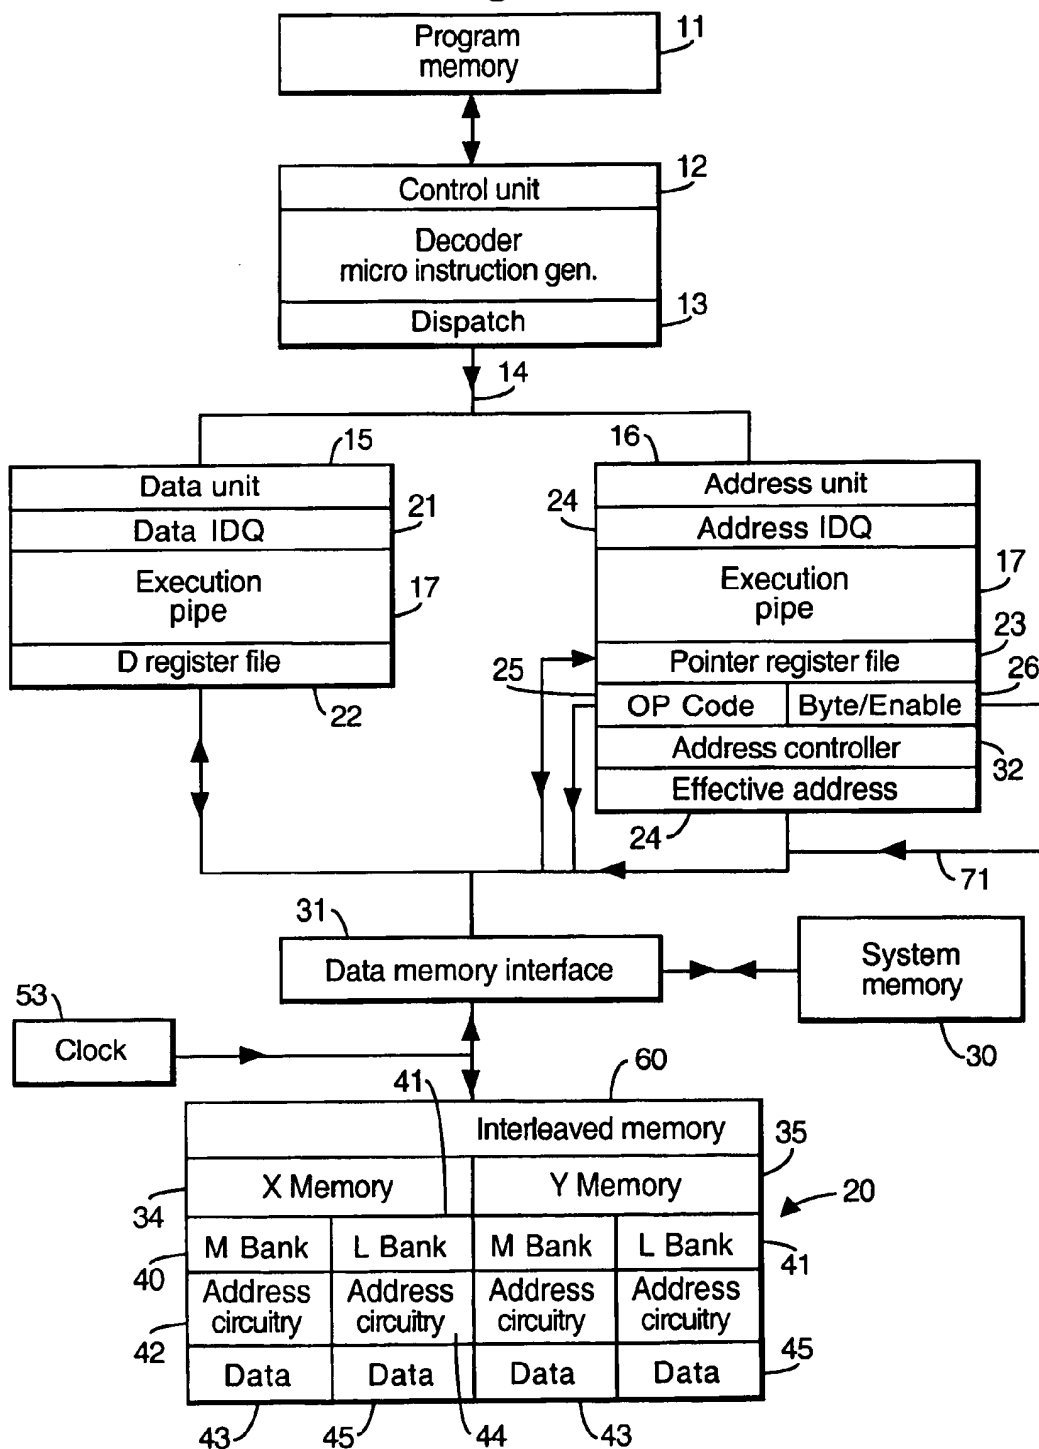 11
Program
memory
12
Control unit
Decoder
micro instruction gen.
13
Dispatch
14
15
16
Data unit
Address unit
21
24
Data IDQ
Address IDQ
Execution
pipe
17
Execution
pipe
17
23
D register file
Pointer register file
22
25
26
OP Code
Byte/Enable
Address controller
32
Effective address
24
71
31
Data memory interface
System
memory
30
53
Clock
60
41
Interleaved memory
35
X Memory
Y Memory
34
20
M Bank
L Bank
M Bank
L Bank
40
41
Address
circuitry
Address
circuitry
Address
circuitry
Address
circuitry
42
Data
Data
Data
Data
45
43
45
44
43